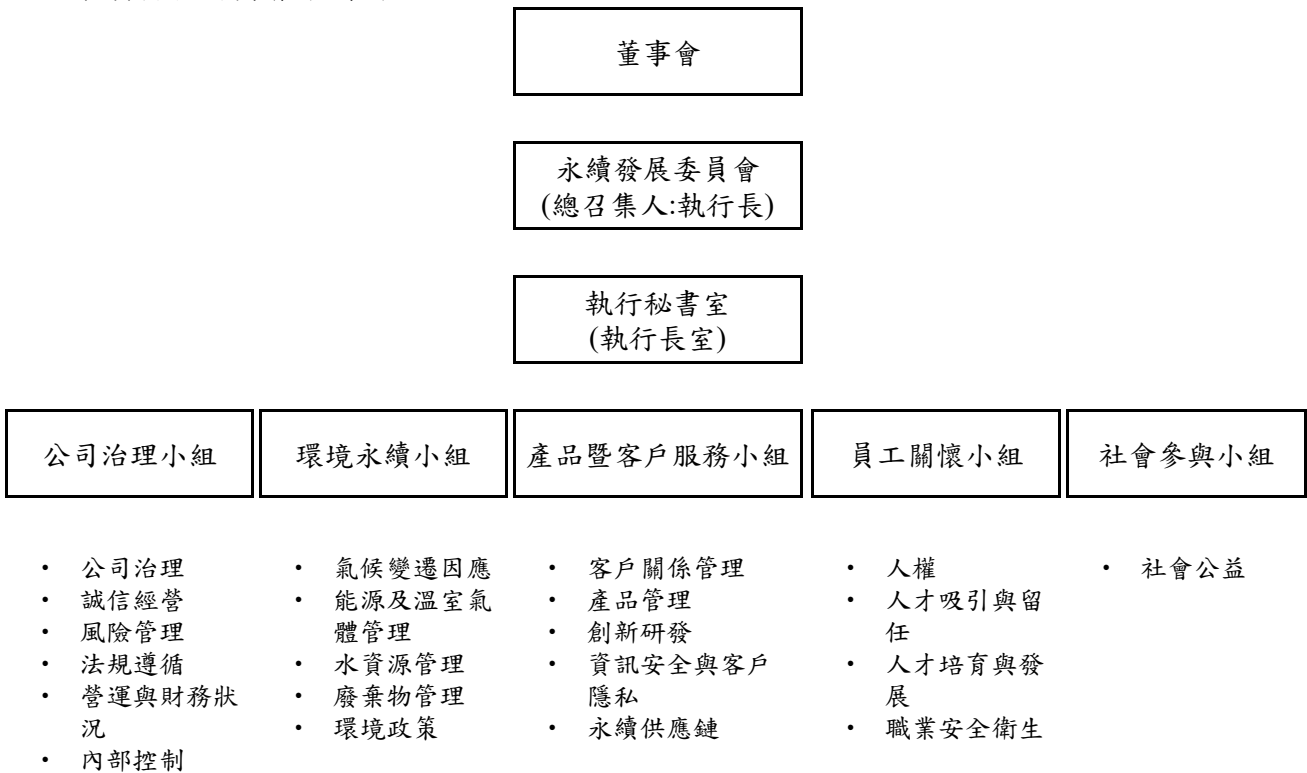 董事會
永續發展委員會
(總召集人:執行長)
執行秘書室
(執行長室)
公司治理小組
環境永續小組
產品暨客戶服務小組
員工關懷小組
社會參與小組
• 公司治理
• 誠信經營
• 風險管理
• 法規遵循
• 營運與財務狀
況
• 內部控制
• 氣候變遷因應
• 能源及溫室氣
體管理
• 水資源管理
• 廢棄物管理
• 環境政策
• 客戶關係管理
• 產品管理
• 創新研發
• 資訊安全與客戶
隱私
• 永續供應鏈
• 人權
• 人才吸引與留
任
• 人才培育與發
展
• 職業安全衛生
• 社會公益